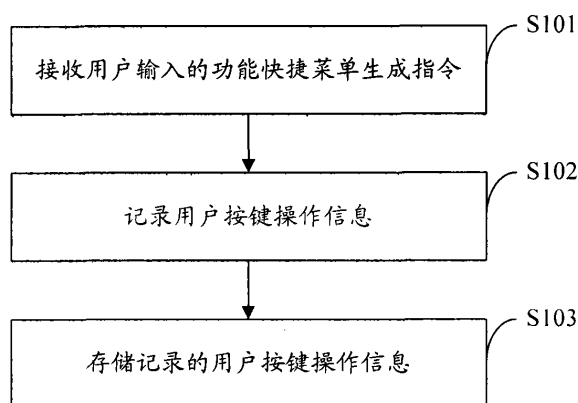 S101
接收用户输入的功能快捷菜单生成指令
S102
记录用户按键操作信息
S103
存储记录的用户按键操作信息